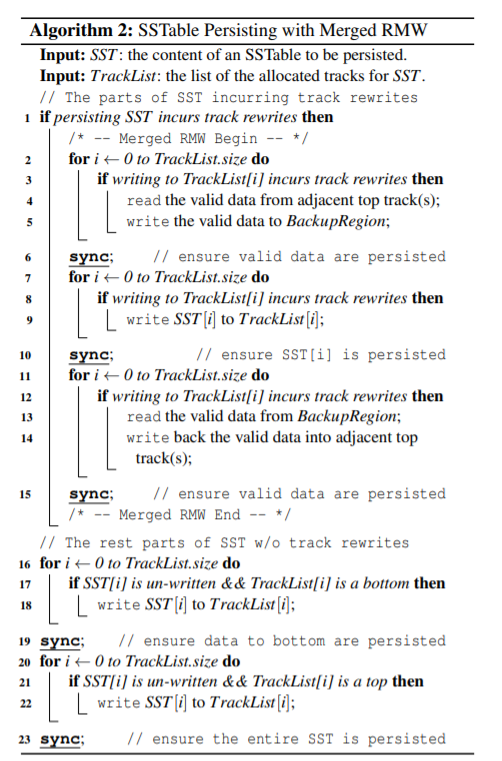 Algorithm 2: SSTable Persisting with Merged RMW
Input: SST: the content of an SSTable to be persisted.
Input: TrackList: the list of the allocated tracks for SST.
// The parts of SST incurring track rewrites
1 if persisting SST incurs track rewrites then
/* -- Merged RMW Begin -- */
2 for i ← 0 to TrackList.size do
3 if writing to TrackList[i] incurs track rewrites then
4 read the valid data from adjacent top track(s);
5 write the valid data to BackupRegion;
6 sync; // ensure valid data are persisted
7 for i ← 0 to TrackList.size do
8 if writing to TrackList[i] incurs track rewrites then
9 write SST[i] to TrackList[i];
10 sync; // ensure SST[i] is persisted
11 for i ← 0 to TrackList.size do
12 if writing to TrackList[i] incurs track rewrites then
13 read the valid data from BackupRegion;
14 write back the valid data into adjacent top
track(s);
15 sync; // ensure valid data are persisted
/* -- Merged RMW End -- */
// The rest parts of SST w/o track rewrites
16 for i ← 0 to TrackList.size do
17 if SST[i] is un-written && TrackList[i] is a bottom then
18 write SST[i] to TrackList[i];
19 sync; // ensure data to bottom are persisted
20 for i ← 0 to TrackList.size do
21 if SST[i] is un-written && TrackList[i] is a top then
22 write SST[i] to TrackList[i];
23 sync; // ensure the entire SST is persisted